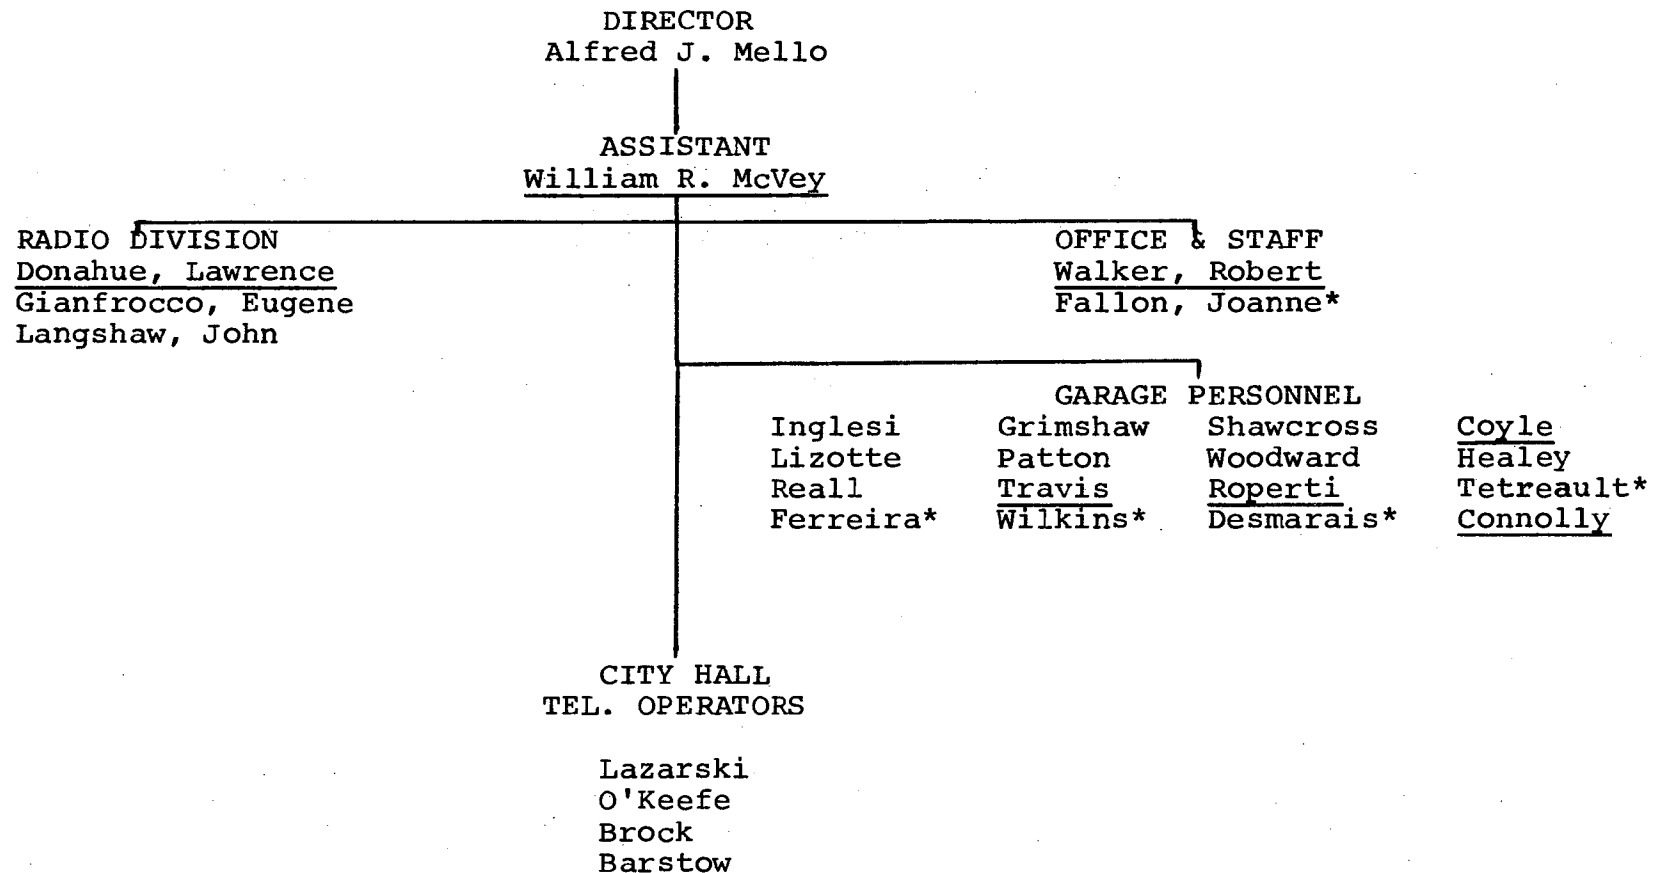 DIRECTOR
Alfred J. Mello
ASSISTANT
William R. McVey
RADIO DIVISION
Donahue, Lawrence
Gianfrocco, Eugene
Langshaw, John
OFFICE & STAFF
Walker, Robert
Fallon, Joanne*
GARAGE PERSONNEL
Inglesi Grimshaw Shawcross Coyle
Lizotte Patton Woodward Healey
Reall Travis Roperti Tetreault*
Ferreira* Wilkins* Desmarais* Connolly
CITY HALL
TEL. OPERATORS
Lazarski
O'Keefe
Brock
Barstow